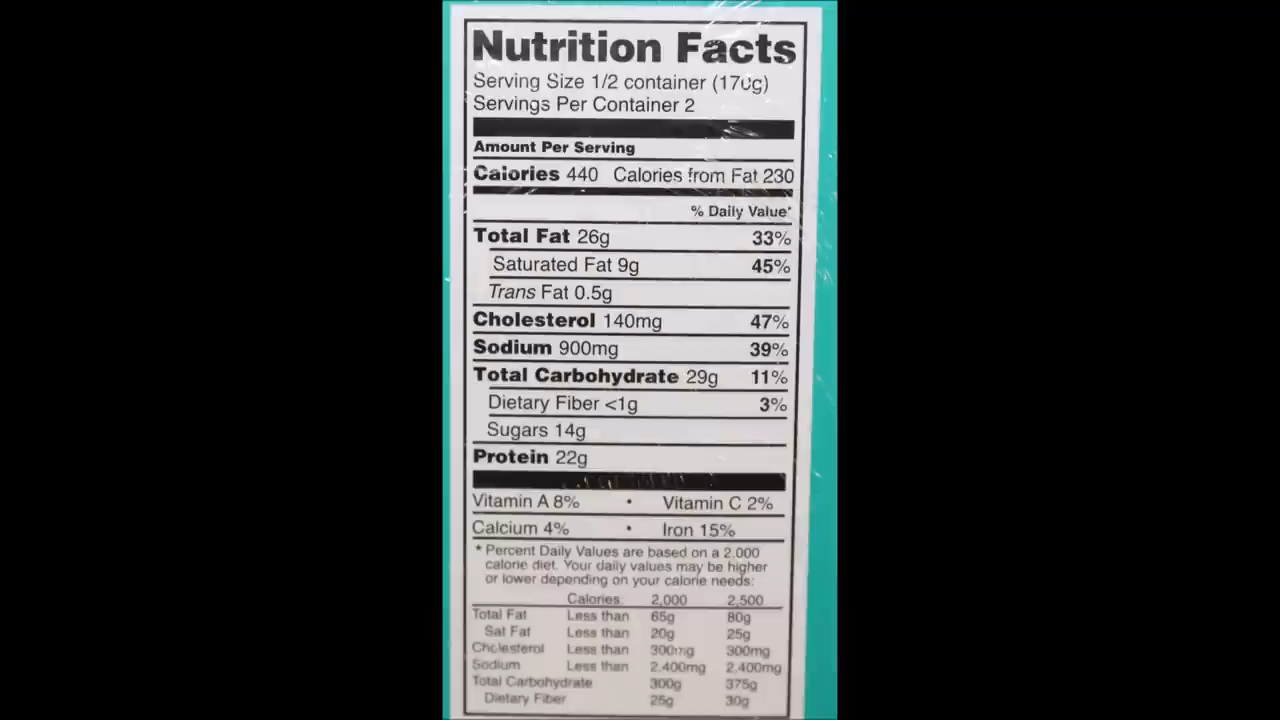 Nutrition Facts
Serving Size 1/2 container (170g)
Servings Per Container 2
Amount Per Serving
Calories 440 Calories from Fat 230
% Daily Value*
Total Fat 26g 33%
Saturated Fat 9g 45%
Trans Fat 0.5g
Cholesterol 140mg 47%
Sodium 900mg 39%
Total Carbohydrate 29g 11%
Dietary Fiber <1g 3%
Sugars 14g
Protein 22g
Vitamin A 8% • Vitamin C 2%
Calcium 4% • Iron 15%
* Percent Daily Values are based on a 2,000
calorie diet. Your daily values may be higher
or lower depending on your calorie needs:
Calories: 2,000 2,500
Total Fat Less than 65g 80g
Sat Fat Less than 20g 25g
Cholesterol Less than 300mg 300mg
Sodium Less than 2,400mg 2,400mg
Total Carbohydrate 300g 375g
Dietary Fiber 25g 30g